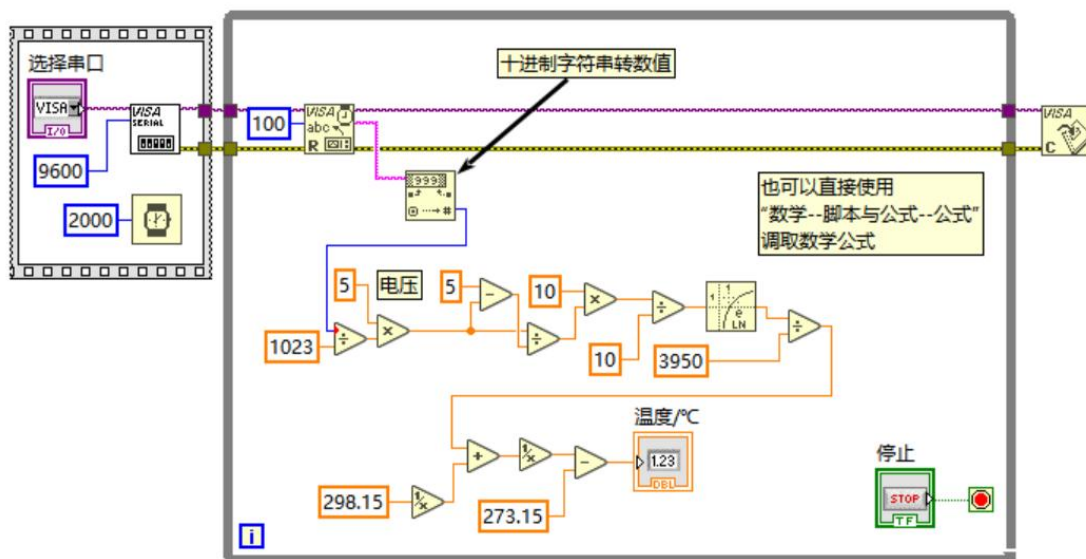 选择串口
VISA
I/O
VISA
SERIAL
9600
2000
十进制字符串转数值
100
VISA
abc
R
999
VISA
C
也可以直接使用
“数学--脚本与公式--公式”
调取数学公式
5
电压
5
10
1023
10
e
LN
3950
温度/℃
1.23
DBL
298.15
1/x
1/x
273.15
停止
STOP
TF
i